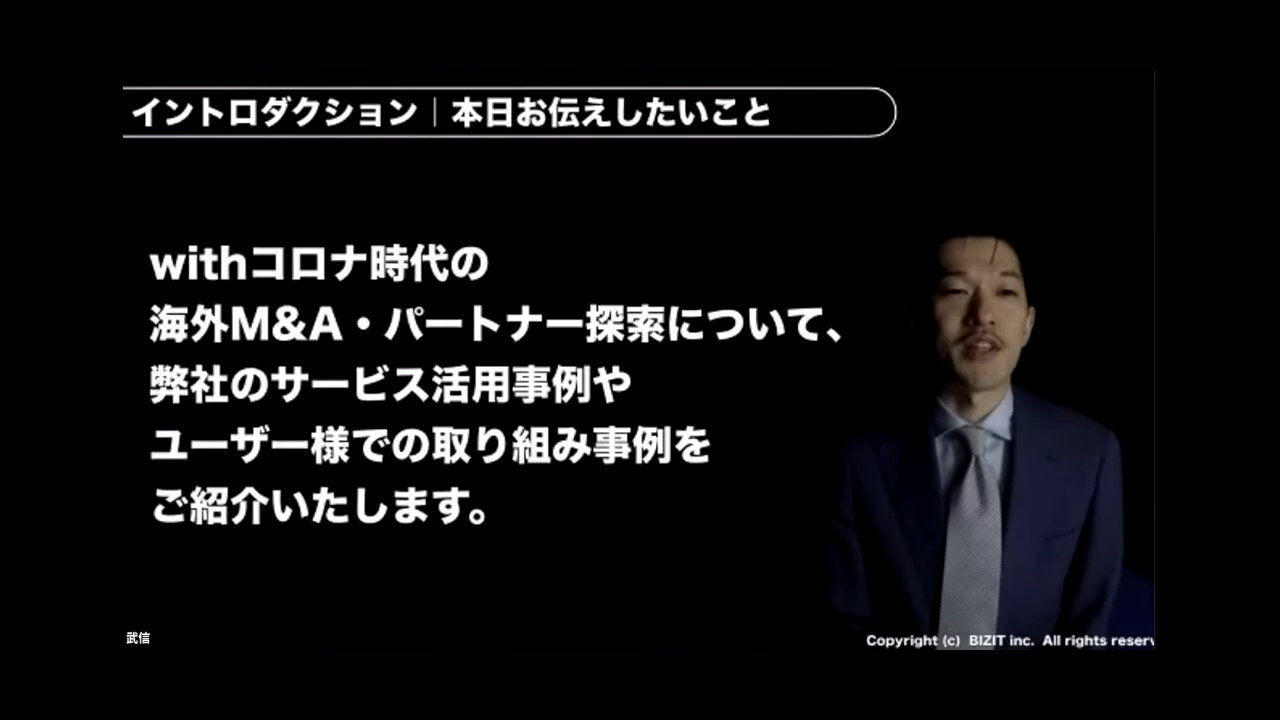 イントロダクション｜本日お伝えしたいこと
withコロナ時代の
海外M&A・パートナー探索について、
弊社のサービス活用事例や
ユーザー様での取り組み事例を
ご紹介いたします。
武信
Copyright (c) BIZIT inc. All rights reserv